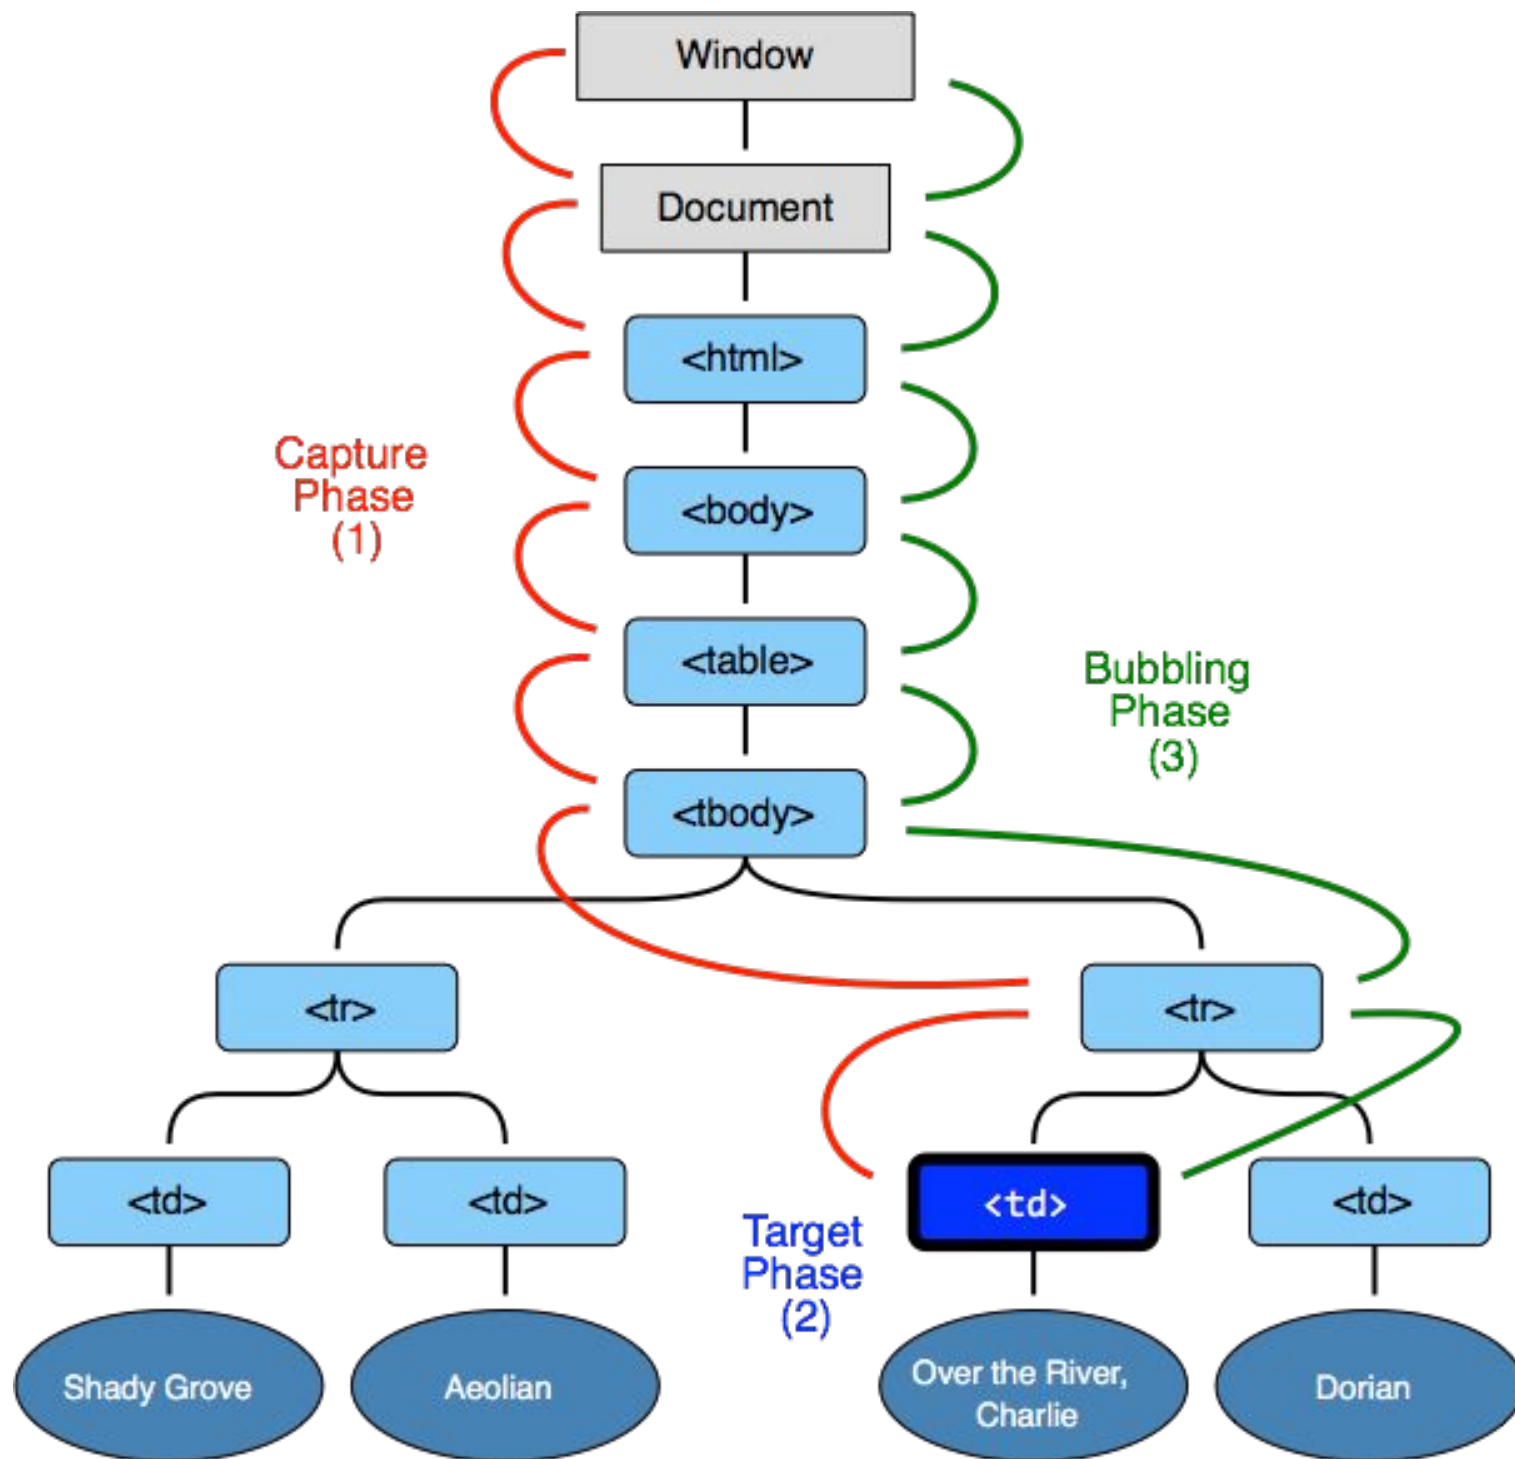 Window
Document
<html>
Capture
Phase
(1)
<body>
<table>
Bubbling
Phase
(3)
<tbody>
<tr>
<tr>
<td>
<td>
<td>
<td>
Target
Phase
(2)
Shady Grove
Aeolian
Over the River,
Charlie
Dorian